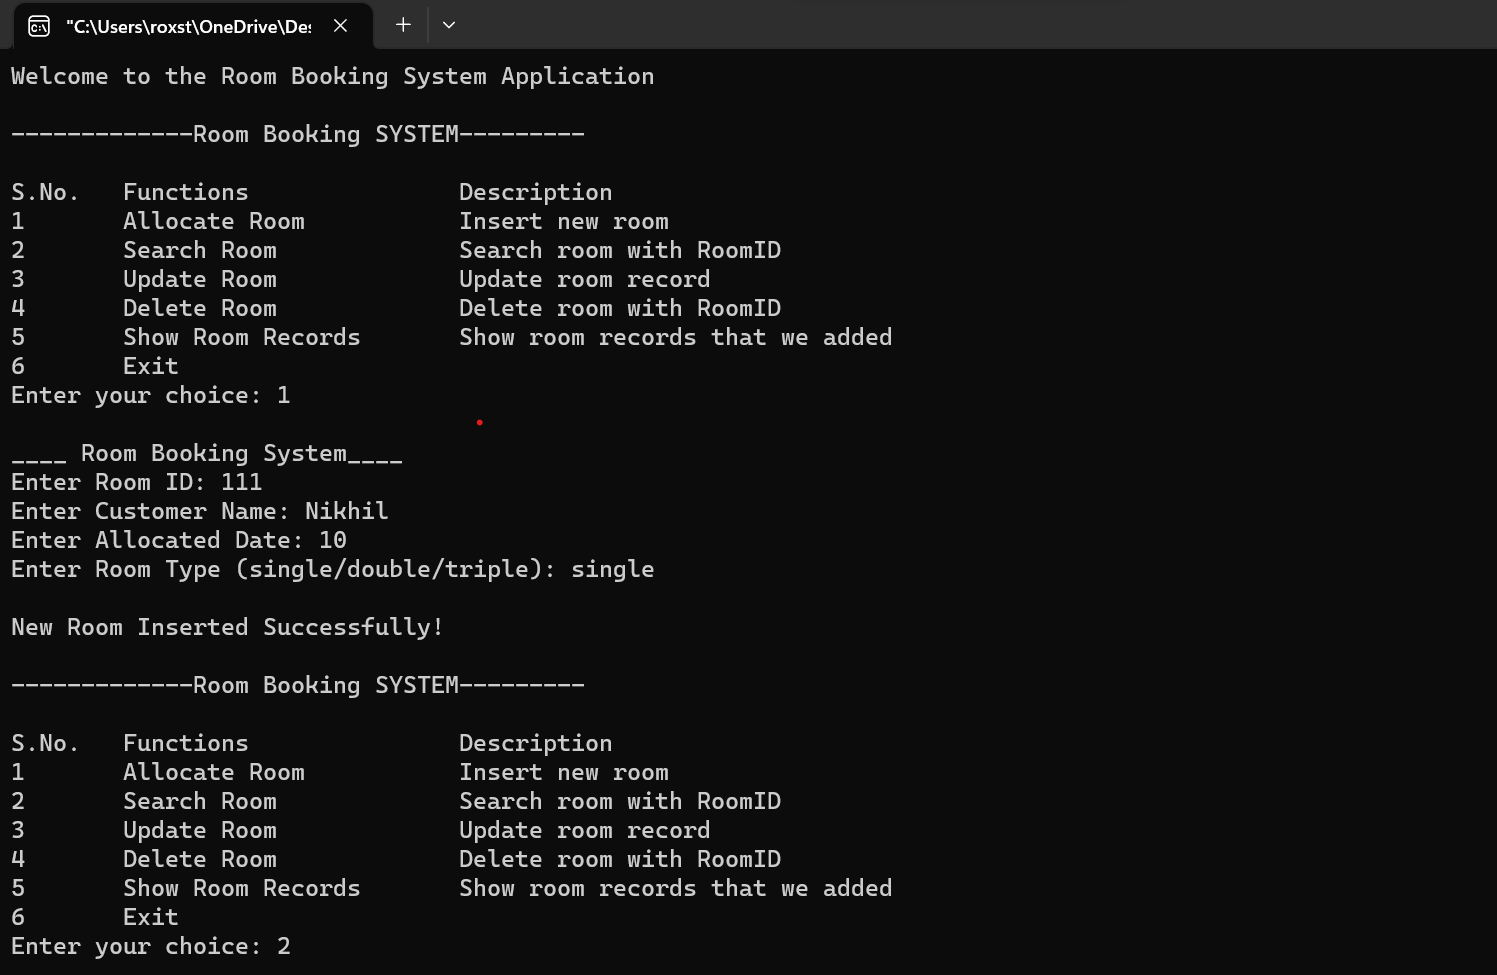 "C:\Users\roxst\OneDrive\Des
Welcome to the Room Booking System Application
-------------Room Booking SYSTEM---------
S.No. Functions Description
1 Allocate Room Insert new room
2 Search Room Search room with RoomID
3 Update Room Update room record
4 Delete Room Delete room with RoomID
5 Show Room Records Show room records that we added
6 Exit
Enter your choice: 1
____ Room Booking System____
Enter Room ID: 111
Enter Customer Name: Nikhil
Enter Allocated Date: 10
Enter Room Type (single/double/triple): single
New Room Inserted Successfully!
-------------Room Booking SYSTEM---------
S.No. Functions Description
1 Allocate Room Insert new room
2 Search Room Search room with RoomID
3 Update Room Update room record
4 Delete Room Delete room with RoomID
5 Show Room Records Show room records that we added
6 Exit
Enter your choice: 2